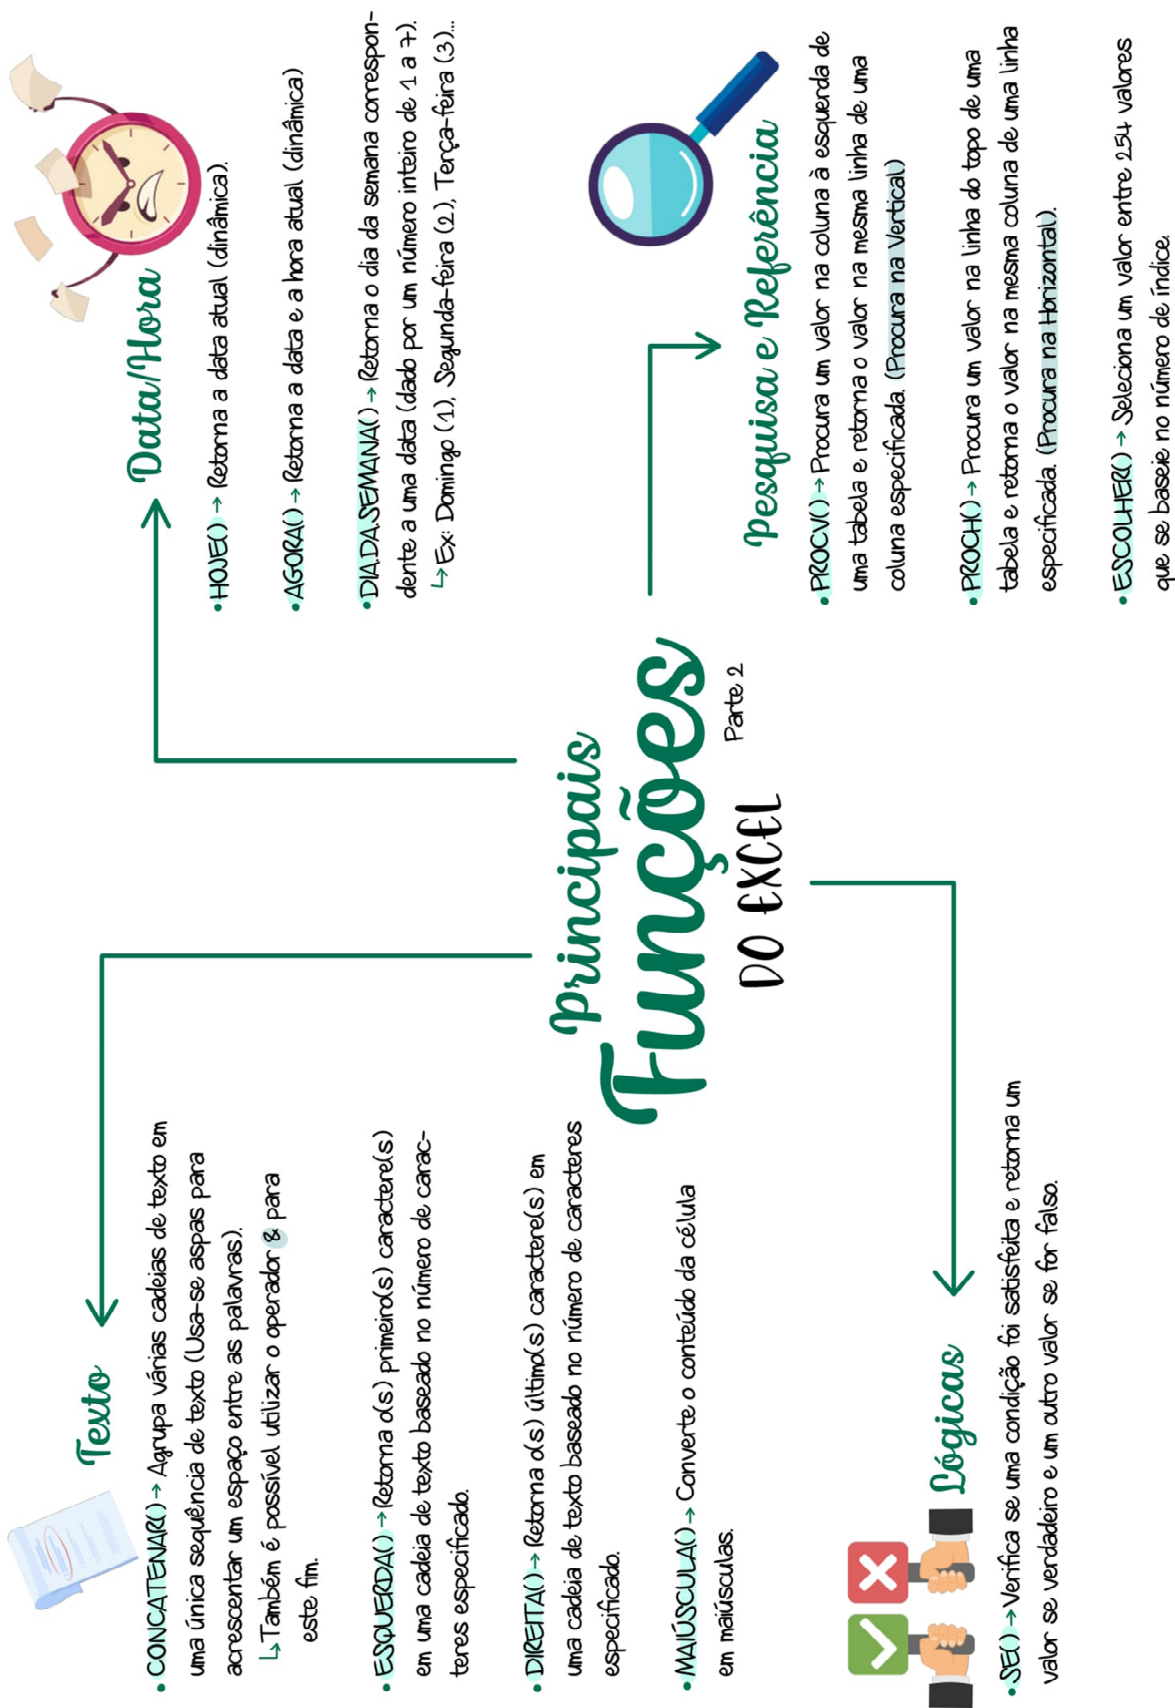 Principais
Funções
DO EXCEL
Parte 2
Texto
• CONCATENAR() → Agrupa várias cadeias de texto em
uma única sequência de texto (Usa-se aspas para
acrescentar um espaço entre as palavras).
↳ Também é possível utilizar o operador & para
este fim.
• ESQUERDA() → Retorna o(s) primeiro(s) caractere(s)
em uma cadeia de texto baseado no número de carac-
teres especificado.
• DIREITA() → Retorna o(s) último(s) caractere(s) em
uma cadeia de texto baseado no número de caracteres
especificado.
• MAIÚSCULA() → Converte o conteúdo da célula
em maiúsculas.
Data/Hora
• HOJE() → Retorna a data atual (dinâmica).
• AGORA() → Retorna a data e a hora atual (dinâmica)
• DIA.DA.SEMANA() → Retorna o dia da semana correspon-
dente a uma data (dado por um número inteiro de 1 a 7).
↳ Ex: Domingo (1), Segunda-feira (2), Terça-feira (3)...
Lógicas
• SE() → Verifica se uma condição foi satisfeita e retorna um
valor se verdadeiro e um outro valor se for falso.
Pesquisa e Referência
• PROCV() → Procura um valor na coluna à esquerda de
uma tabela e retorna o valor na mesma linha de uma
coluna especificada. (Procura na Vertical)
• PROCH() → Procura um valor na linha do topo de uma
tabela e retorna o valor na mesma coluna de uma linha
especificada. (Procura na Horizontal).
• ESCOLHER() → Seleciona um valor entre 254 valores
que se baseie no número de índice.